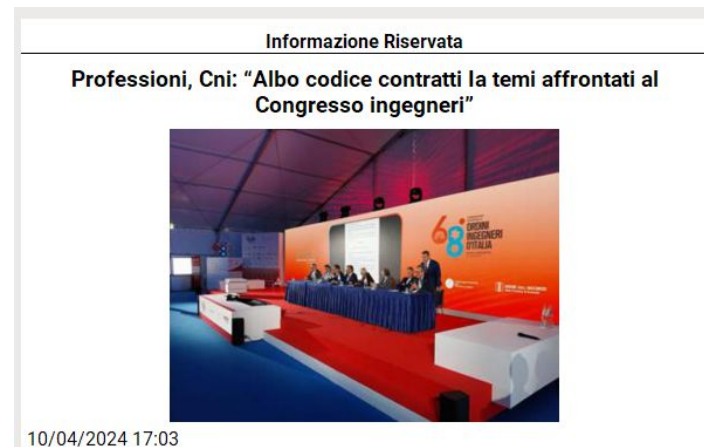 Informazione Riservata
Professioni, Cni: “Albo codice contratti Ia temi affrontati al
Congresso ingegneri”
68°
ORDINI
INGEGNERI
D'ITALIA
10/04/2024 17:03